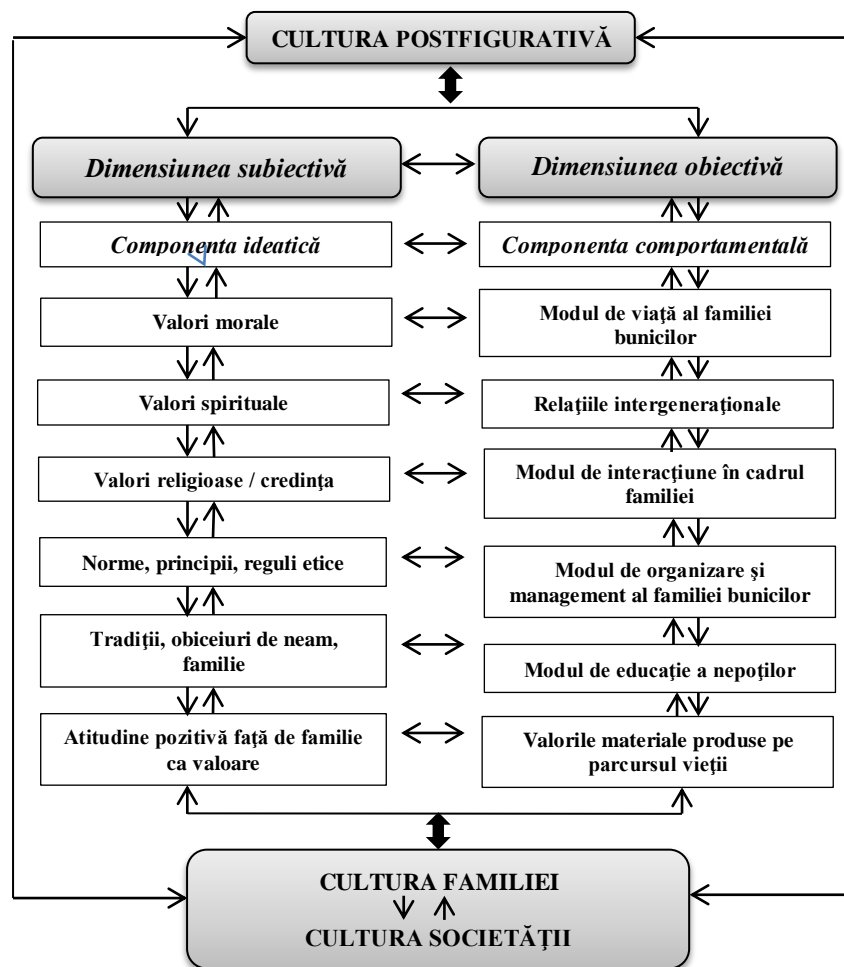 CULTURA POSTFIGURATIVĂ
Dimensiunea subiectivă
Dimensiunea obiectivă
Componenta ideatică
Componenta comportamentală
Valori morale
Modul de viaţă al familiei
bunicilor
Valori spirituale
Relaţiile intergeneraţionale
Valori religioase / credinţa
Modul de interacţiune în cadrul
familiei
Norme, principii, reguli etice
Modul de organizare şi
management al familiei bunicilor
Tradiţii, obiceiuri de neam,
familie
Modul de educaţie a nepoţilor
Atitudine pozitivă faţă de familie
ca valoare
Valorile materiale produse pe
parcursul vieţii
CULTURA FAMILIEI
CULTURA SOCIETĂŢII